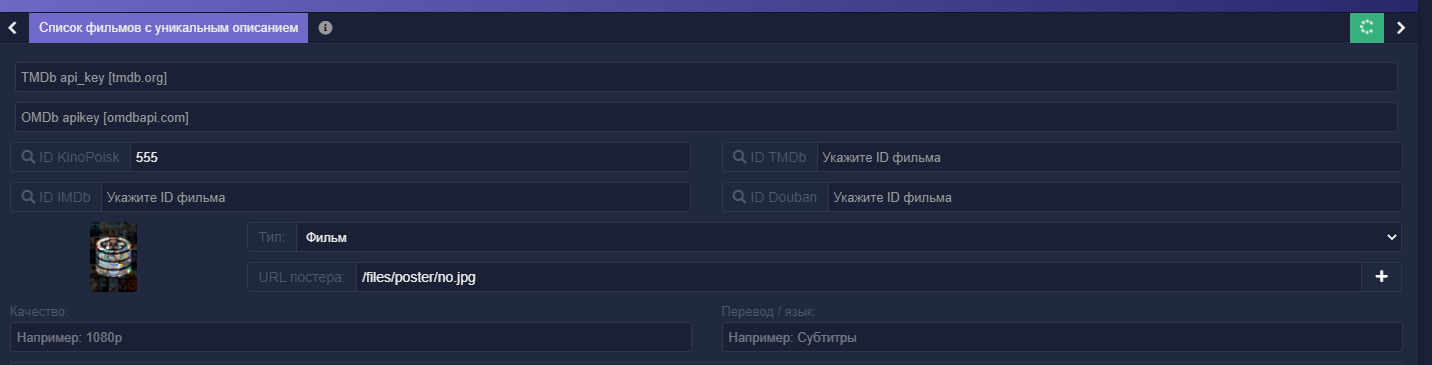 Список фильмов с уникальным описанием
TMDb api_key [tmdb.org]
OMDb apikey [omdbapi.com]
ID KinoPoisk 555
ID TMDb Укажите ID фильма
ID IMDb Укажите ID фильма
ID Douban Укажите ID фильма
Тип: Фильм
URL постера: /files/poster/no.jpg
Качество:
Перевод / язык:
Например: 1080p
Например: Субтитры